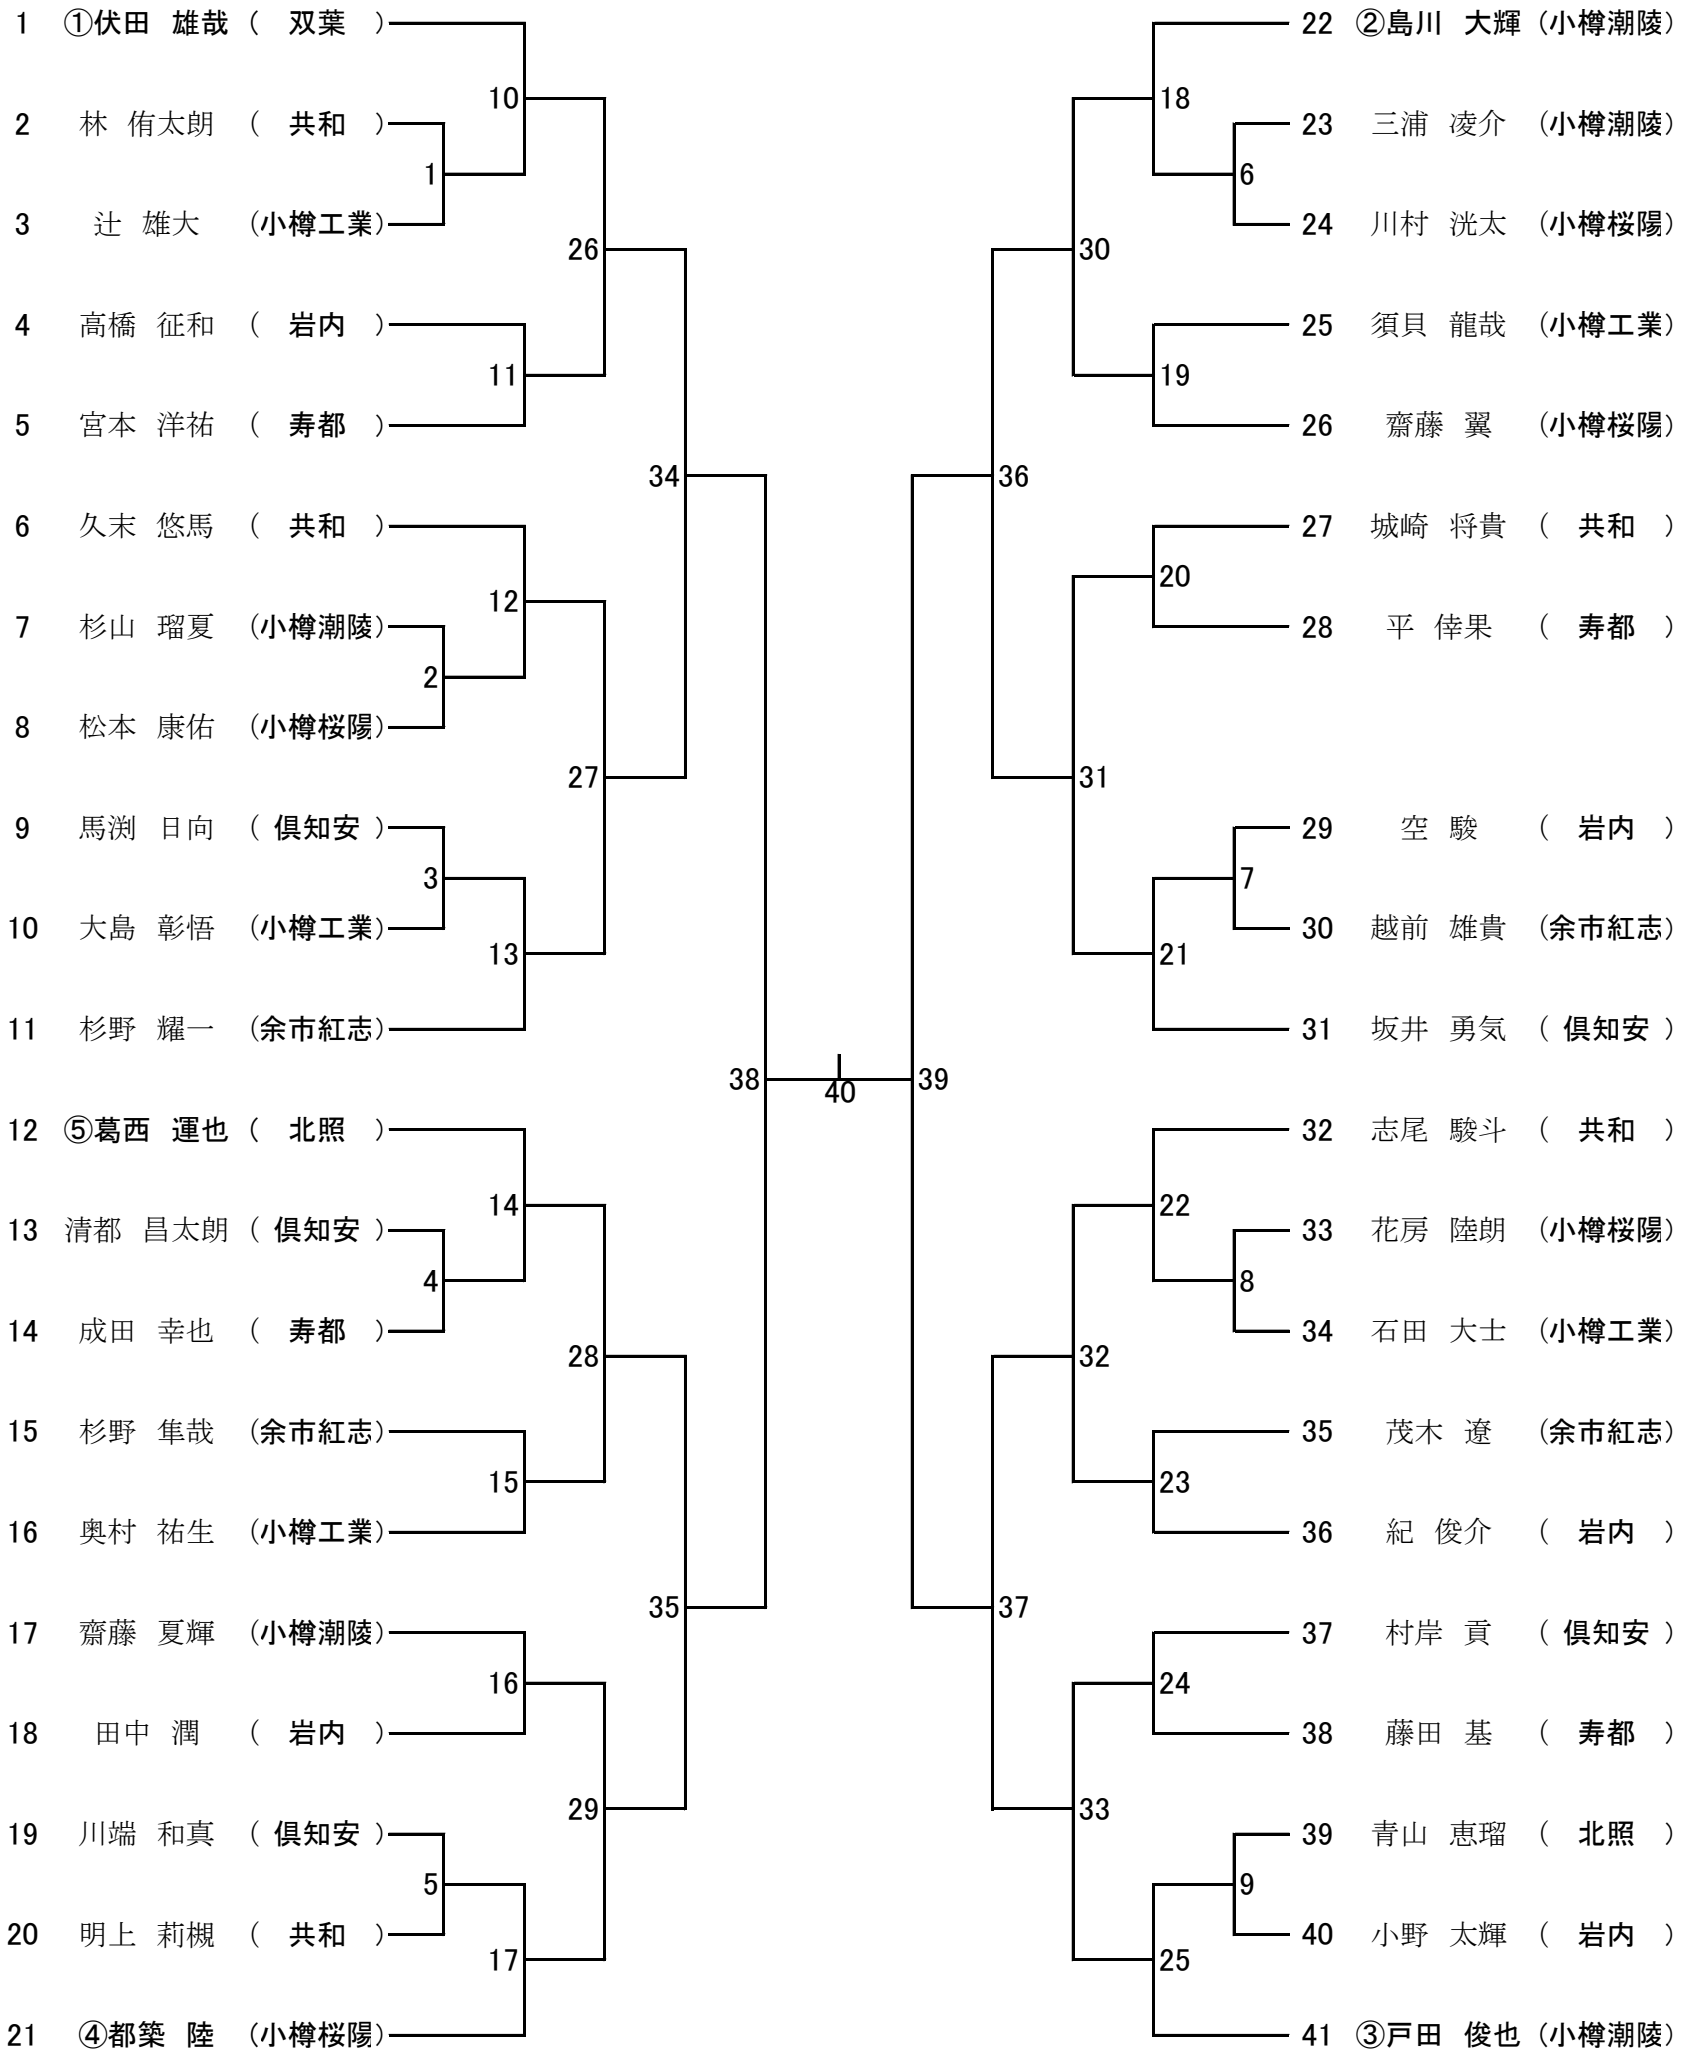 1 ①伏田 雄哉 ( 双葉 )
10
2 林 侑太朗 ( 共和 )
1
3 辻 雄大 (小樽工業)
26
4 高橋 征和 ( 岩内 )
11
5 宮本 洋祐 ( 寿都 )
34
6 久末 悠馬 ( 共和 )
12
7 杉山 瑠夏 (小樽潮陵)
2
8 松本 康佑 (小樽桜陽)
27
9 馬渕 日向 ( 倶知安 )
3
10 大島 彰悟 (小樽工業)
13
11 杉野 耀一 (余市紅志)
38
12 ⑤葛西 運也 ( 北照 )
14
13 清都 昌太朗 ( 倶知安 )
4
14 成田 幸也 ( 寿都 )
28
15 杉野 隼哉 (余市紅志)
15
16 奥村 祐生 (小樽工業)
35
17 齋藤 夏輝 (小樽潮陵)
16
18 田中 潤 ( 岩内 )
29
19 川端 和真 ( 倶知安 )
5
20 明上 莉槻 ( 共和 )
17
21 ④都築 陸 (小樽桜陽)
40
22 ②島川 大輝 (小樽潮陵)
18
23 三浦 凌介 (小樽潮陵)
6
24 川村 洸太 (小樽桜陽)
30
25 須貝 龍哉 (小樽工業)
19
26 齋藤 翼 (小樽桜陽)
36
27 城崎 将貴 ( 共和 )
20
28 平 倖果 ( 寿都 )
31
29 空 駿 ( 岩内 )
7
30 越前 雄貴 (余市紅志)
21
31 坂井 勇気 ( 倶知安 )
39
32 志尾 駿斗 ( 共和 )
22
33 花房 陸朗 (小樽桜陽)
8
34 石田 大士 (小樽工業)
32
35 茂木 遼 (余市紅志)
23
36 紀 俊介 ( 岩内 )
37
37 村岸 貢 ( 倶知安 )
24
38 藤田 基 ( 寿都 )
33
39 青山 恵瑠 ( 北照 )
9
40 小野 太輝 ( 岩内 )
25
41 ③戸田 俊也 (小樽潮陵)